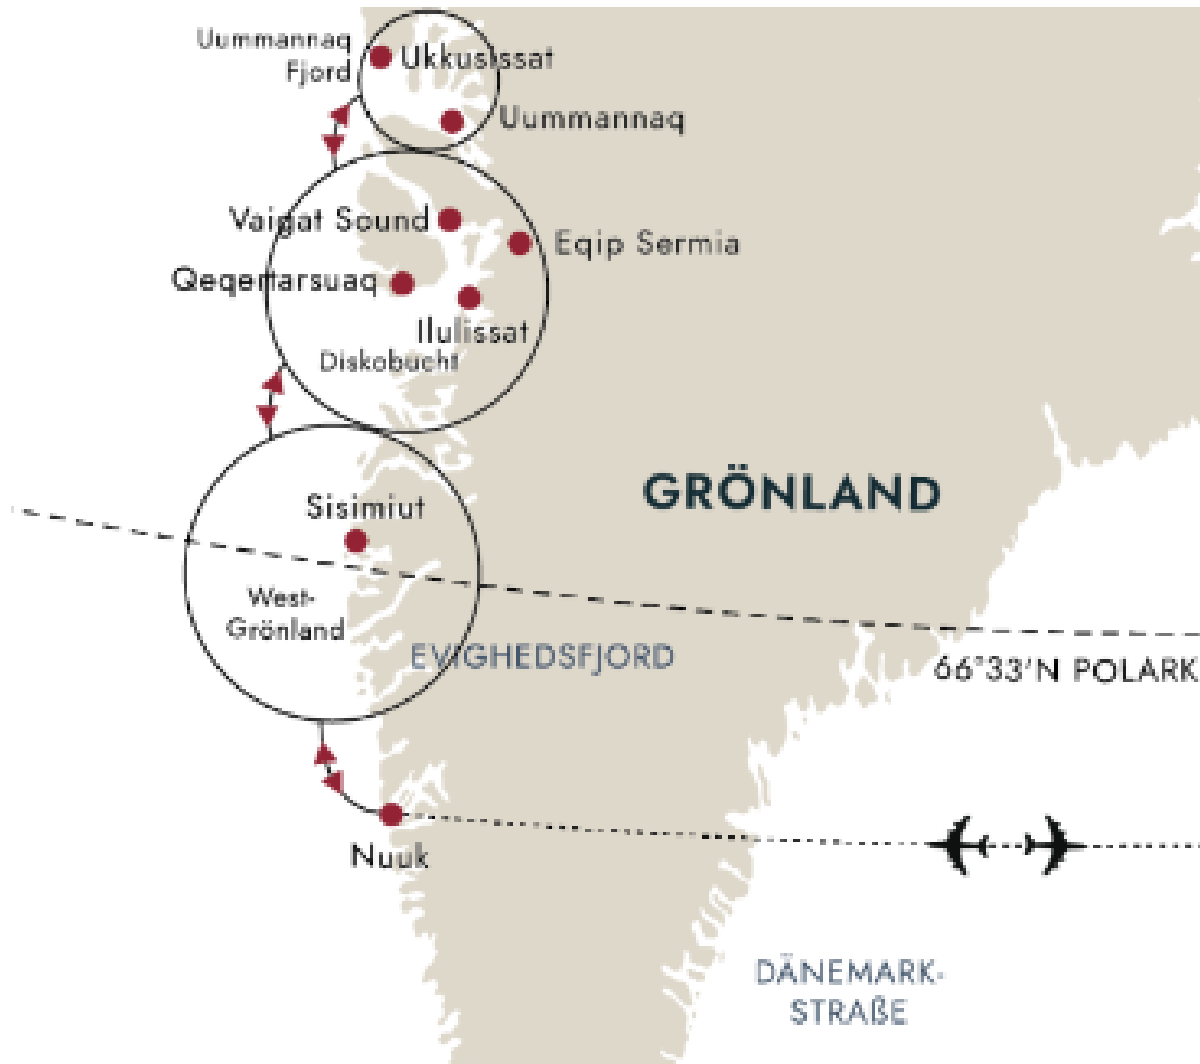 Uummannaq
Fjord
Ukkusissat
Uummannaq
Vaigat Sound
Eqip Sermia
Qeqertarsuaq
Ilulissat
Diskobucht
GRÖNLAND
Sisimiut
West-
Grönland
EVIGHEDSFJORD
66°33'N POLARK
Nuuk
DÄNEMARK-
STRAßE